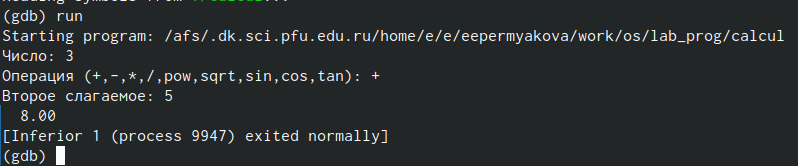 (gdb) run
Starting program: /afs/.dk.sci.pfu.edu.ru/home/e/e/eepermyakova/work/os/lab_prog/calcul
Число: 3
Операция (+,-,*,/,pow,sqrt,sin,cos,tan): +
Второе слагаемое: 5
  8.00
[Inferior 1 (process 9947) exited normally]
(gdb)